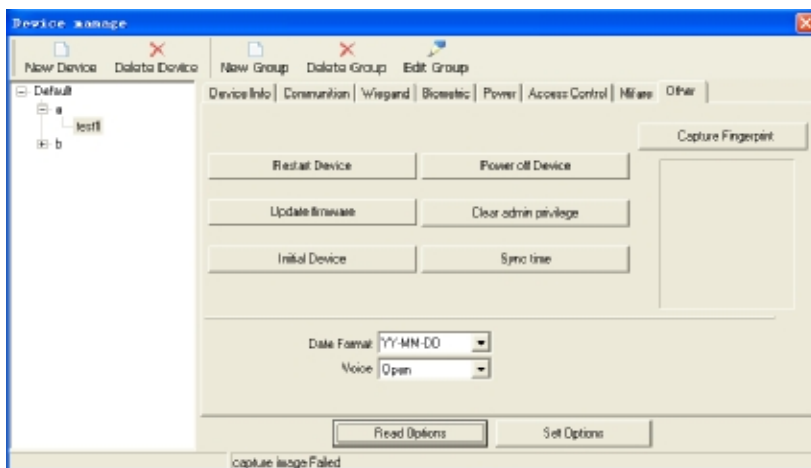 Device manage
New Device Delete Device New Group Delete Group Edit Group
Default
a
test1
b
Device Info Communition Wiegand Biometric Power Access Control Mifare Other
Capture Fingerprint
Restart Device Power off Device
Update firmware Clear admin privilege
Initial Device Sync time
Date Format YY-MM-DD
Voice Open
Read Options Set Options
capture image Failed